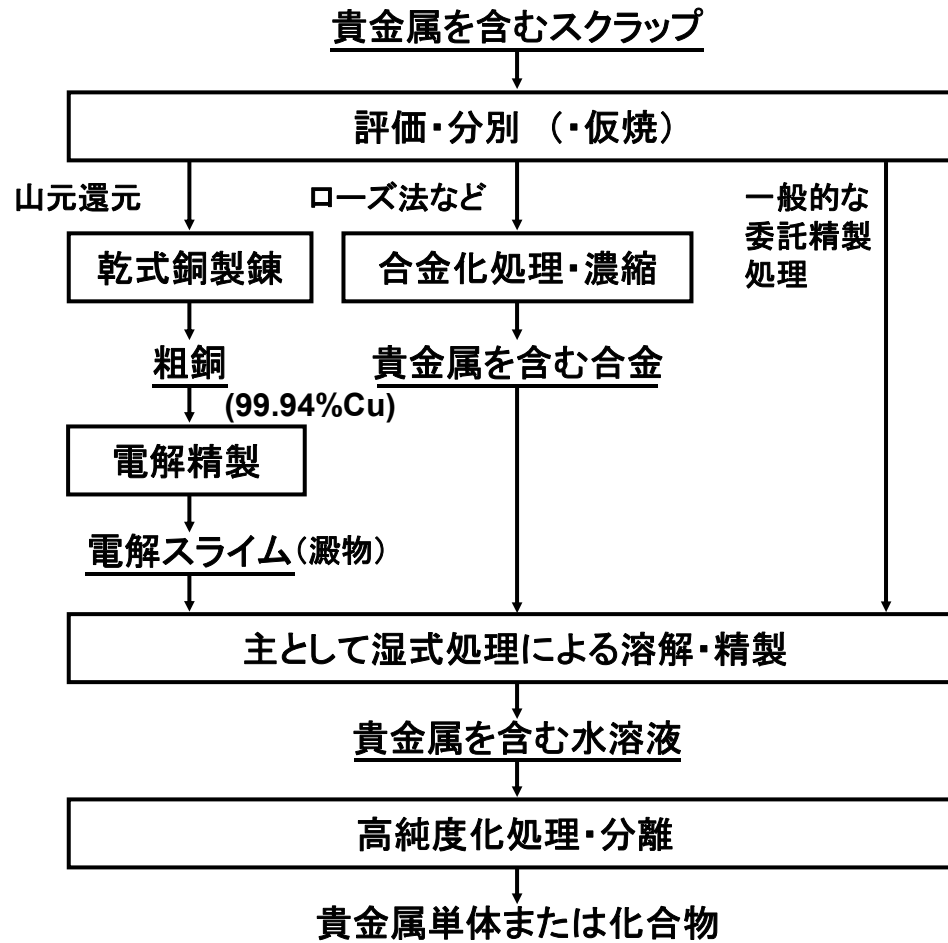 貴金属を含むスクラップ
評価・分別　（・仮焼）
山元還元
ローズ法など
一般的な
委託精製
処理
乾式銅製錬
合金化処理・濃縮
粗銅
貴金属を含む合金
(99.94%Cu)
電解精製
電解スライム（澱物）
主として湿式処理による溶解・精製
貴金属を含む水溶液
高純度化処理・分離
貴金属単体または化合物